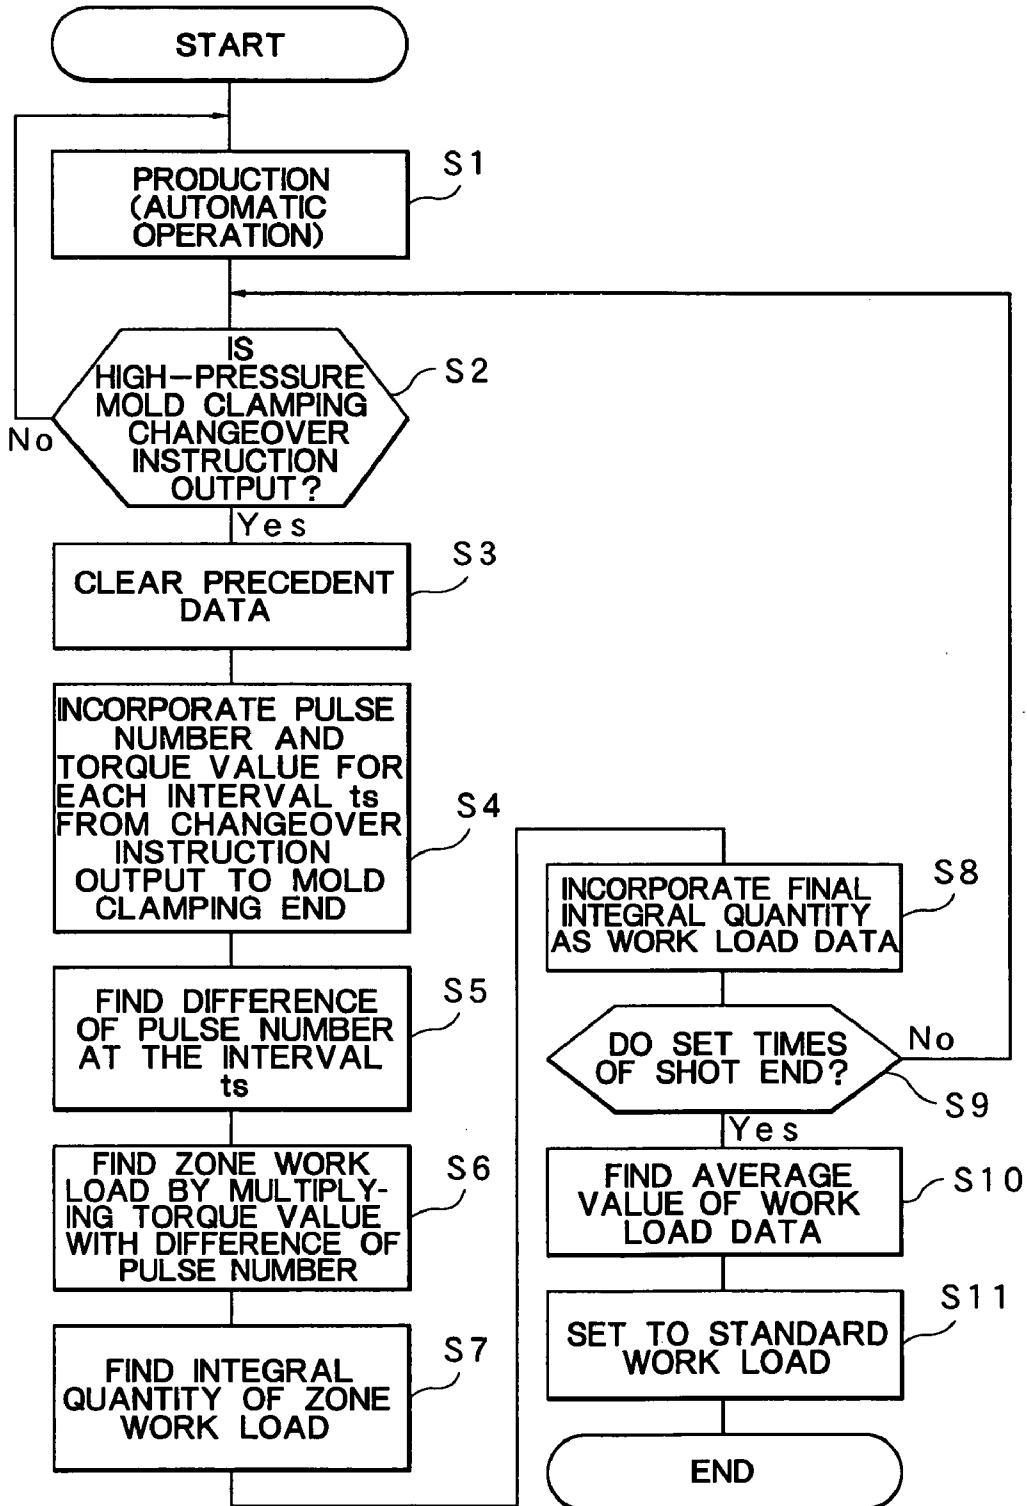 START
PRODUCTION
(AUTOMATIC
OPERATION)
S1
IS
HIGH-PRESSURE
MOLD CLAMPING
CHANGEOVER
INSTRUCTION
OUTPUT?
S2
No
Yes
CLEAR PRECEDENT
DATA
S3
INCORPORATE PULSE
NUMBER AND
TORQUE VALUE FOR
EACH INTERVAL ts
FROM CHANGEOVER
INSTRUCTION
OUTPUT TO MOLD
CLAMPING END
S4
FIND DIFFERENCE
OF PULSE NUMBER
AT THE INTERVAL
ts
S5
FIND ZONE WORK
LOAD BY MULTIPLY-
ING TORQUE VALUE
WITH DIFFERENCE OF
PULSE NUMBER
S6
FIND INTEGRAL
QUANTITY OF ZONE
WORK LOAD
S7
INCORPORATE FINAL
INTEGRAL QUANTITY
AS WORK LOAD DATA
S8
DO SET TIMES
OF SHOT END?
No
S9
Yes
FIND AVERAGE
VALUE OF WORK
LOAD DATA
S10
SET TO STANDARD
WORK LOAD
S11
END